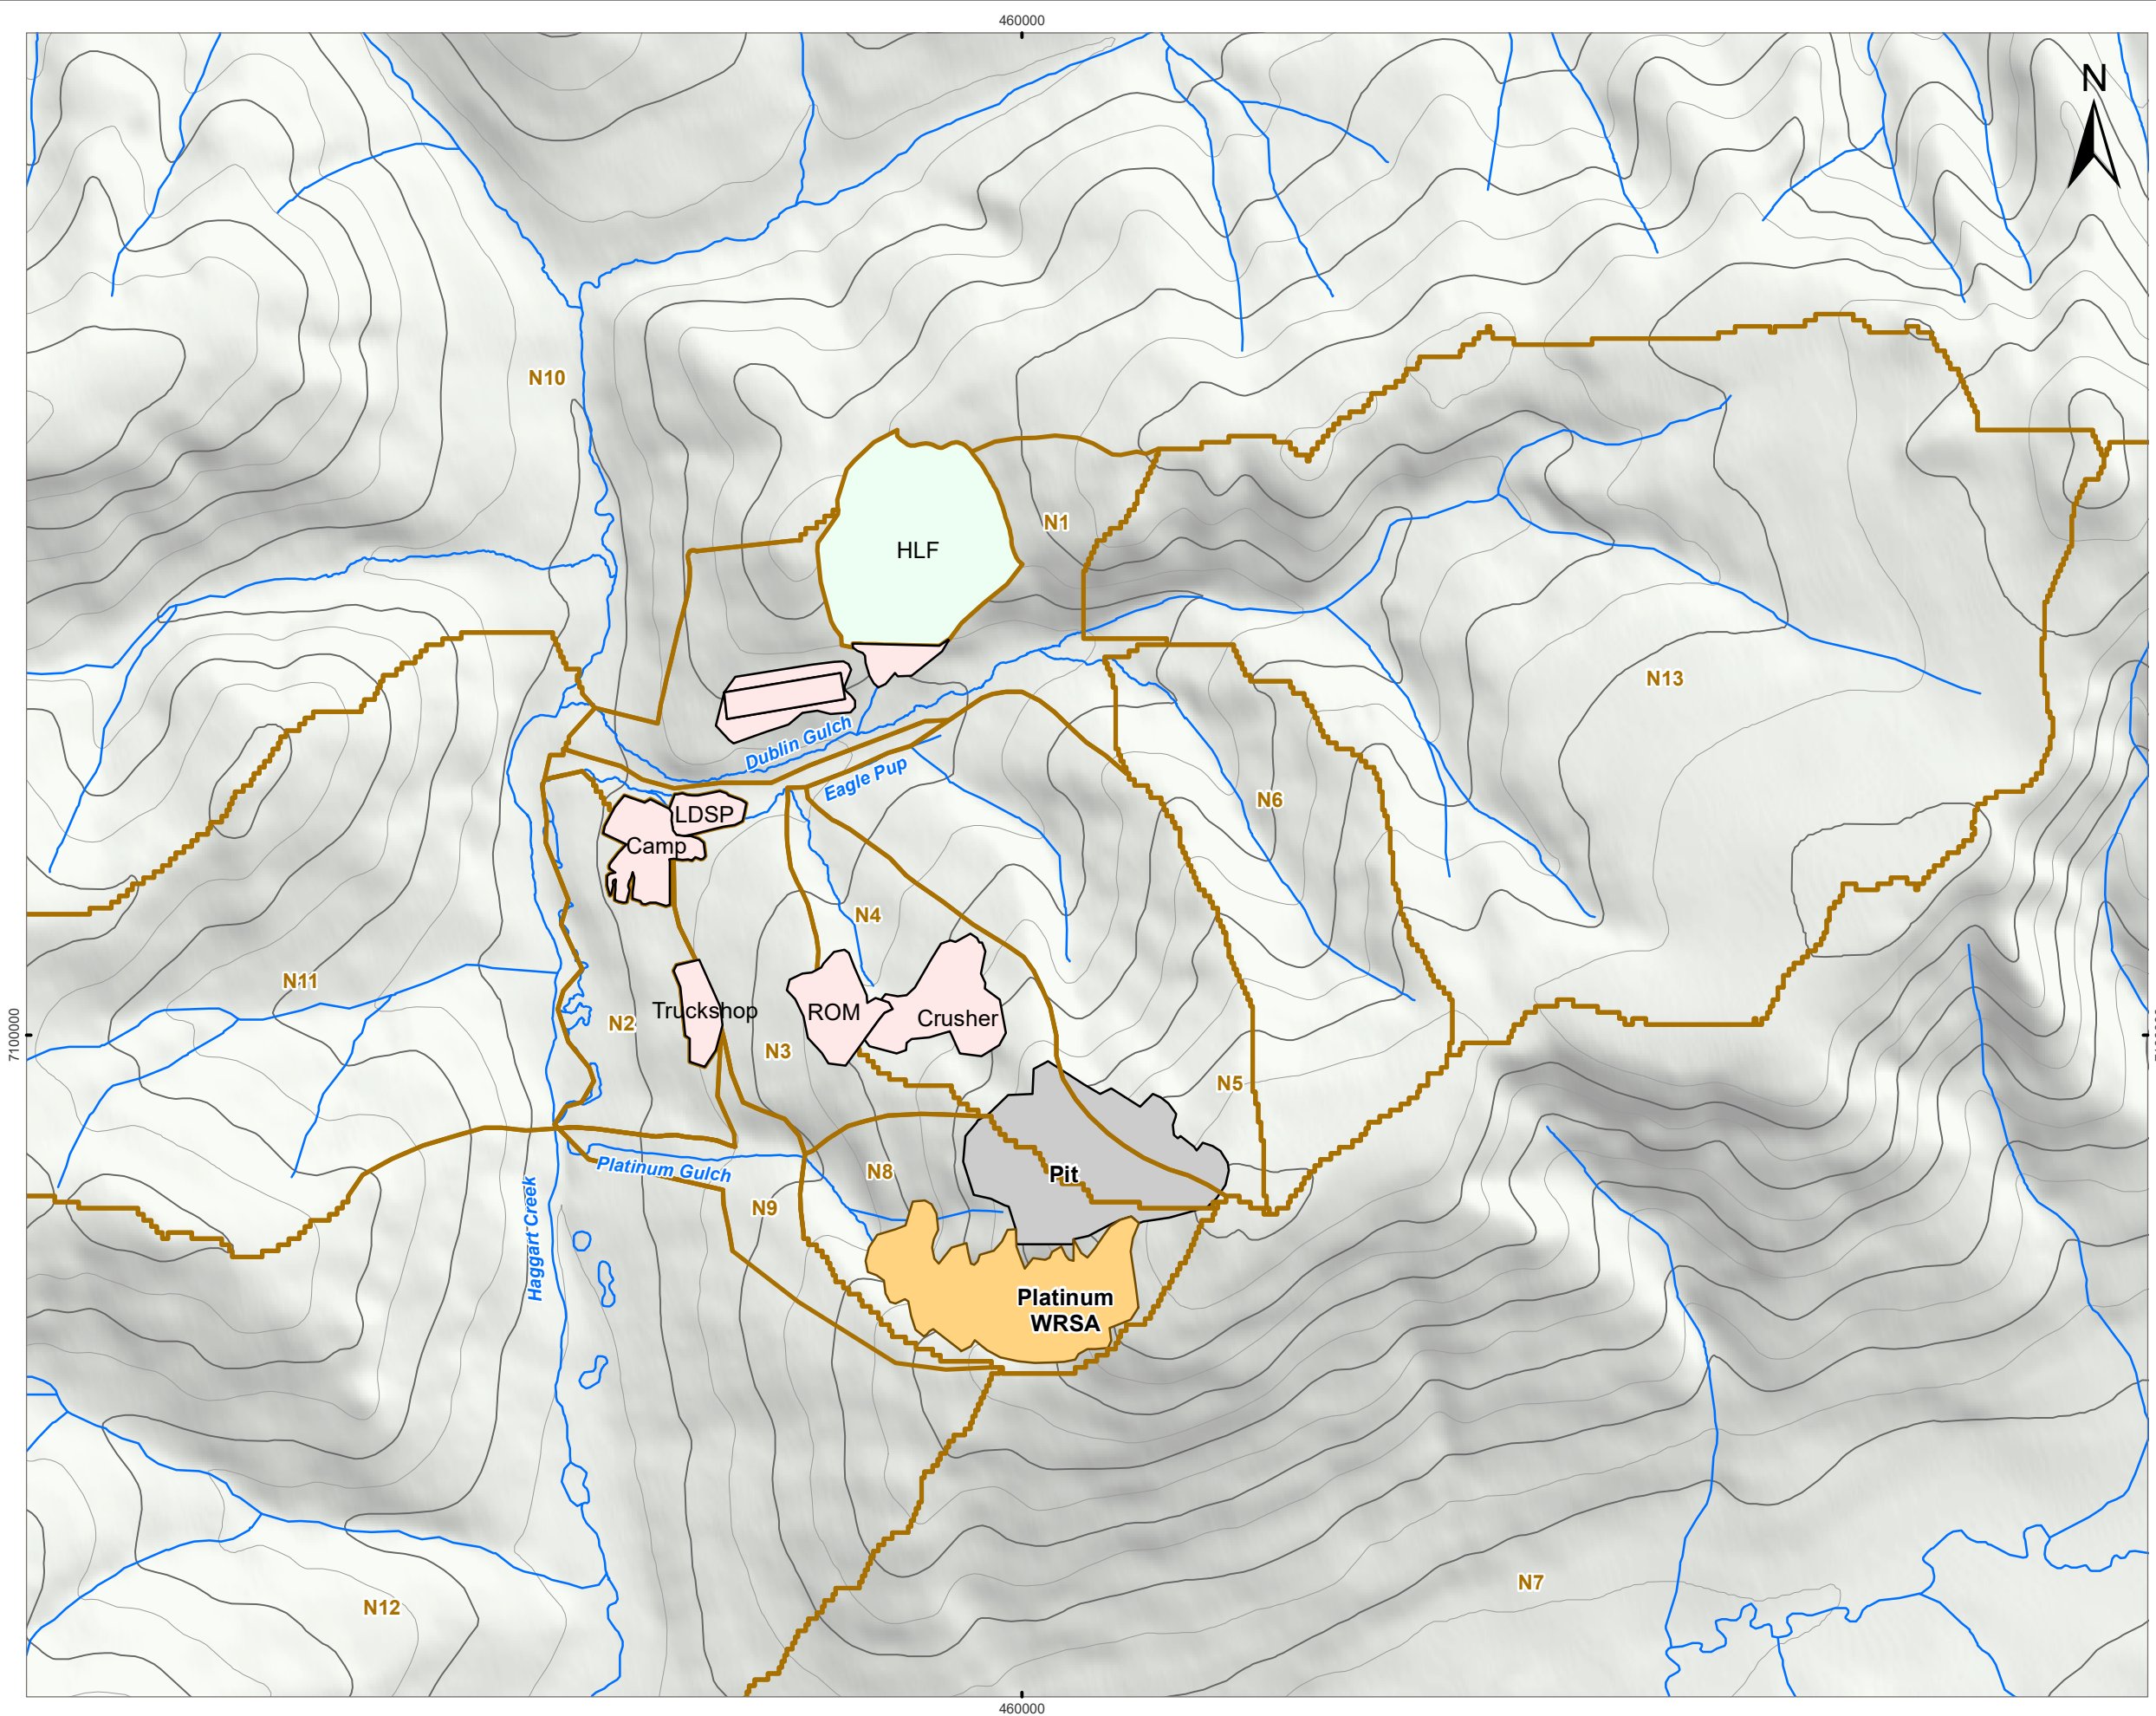 460000
N
N10
N1
HLF
N13
Dublin Gulch
Eagle Pup
N6
LDSP
Camp
N4
N11
Truckshop
ROM
Crusher
N2
7100000
N3
N5
Platinum Gulch
N8
Pit
N9
Haggart Creek
Platinum
WRSA
N7
N12
460000